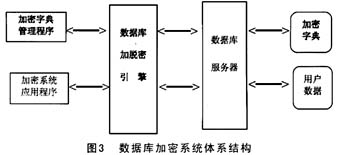 加密字典
管理程序
加密系统
应用程序
数据库
加脱密
引擎
数据库
服务器
加密
字典
用户
数据
图3 数据库加密系统体系结构